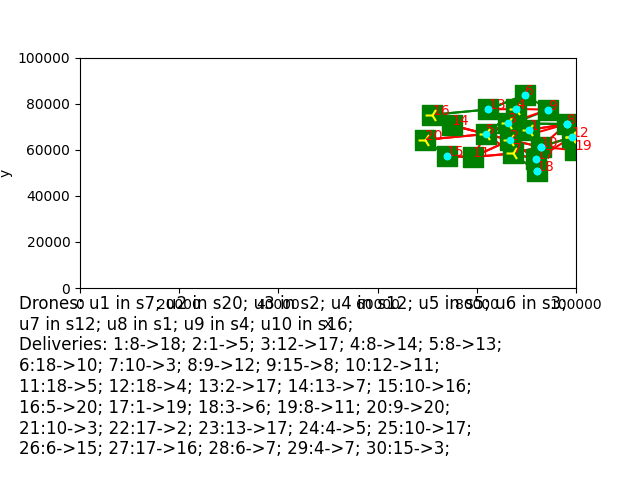 100000
80000
60000
40000
20000
0
y
0 20000 40000 60000 80000 100000
x
14
12
19
Drones: u1 in s7; u2 in s20; u3 in s2; u4 in s12; u5 in s5; u6 in s3;
u7 in s12; u8 in s1; u9 in s4; u10 in s16;
Deliveries: 1:8->18; 2:1->5; 3:12->17; 4:8->14; 5:8->13;
6:18->10; 7:10->3; 8:9->12; 9:15->8; 10:12->11;
11:18->5; 12:18->4; 13:2->17; 14:13->7; 15:10->16;
16:5->20; 17:1->19; 18:3->6; 19:8->11; 20:9->20;
21:10->3; 22:17->2; 23:13->17; 24:4->5; 25:10->17;
26:6->15; 27:17->16; 28:6->7; 29:4->7; 30:15->3;